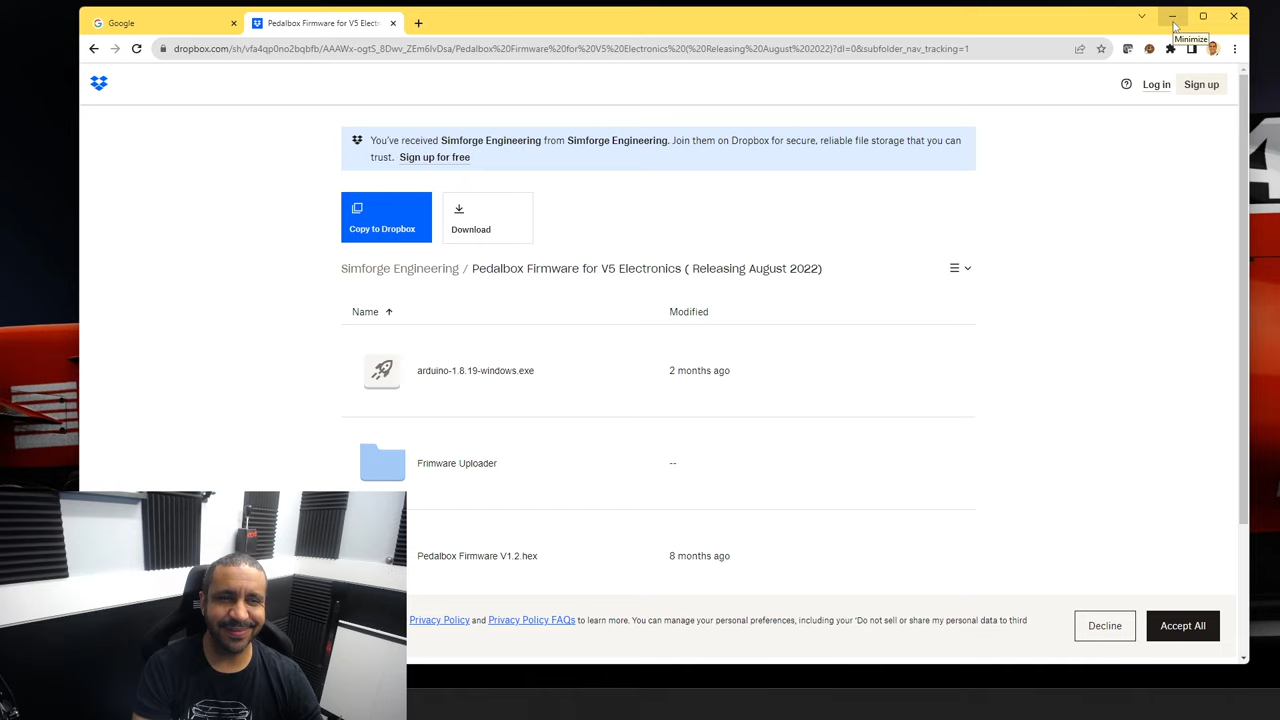 Google
Pedalbox Firmware for V5 Electr
Minimize
dropbox.com/sh/vfa4qp0no2bqbfb/AAAWx-ogtS_8Dwv_ZEm6IvDsa/Pedalbox%20Firmware%20for%20V5%20Electronics%20(%20Releasing%20August%202022)?dl=0&subfolder_nav_tracking=1
Log in
Sign up
You've received Simforge Engineering from Simforge Engineering. Join them on Dropbox for secure, reliable file storage that you can
trust. Sign up for free
Copy to Dropbox
Download
Simforge Engineering / Pedalbox Firmware for V5 Electronics ( Releasing August 2022)
Name
Modified
arduino-1.8.19-windows.exe
2 months ago
Frimware Uploader
--
Pedalbox Firmware V1.2.hex
8 months ago
Privacy Policy and Privacy Policy FAQs to learn more. You can manage your personal preferences, including your 'Do not sell or share my personal data to third
Decline
Accept All